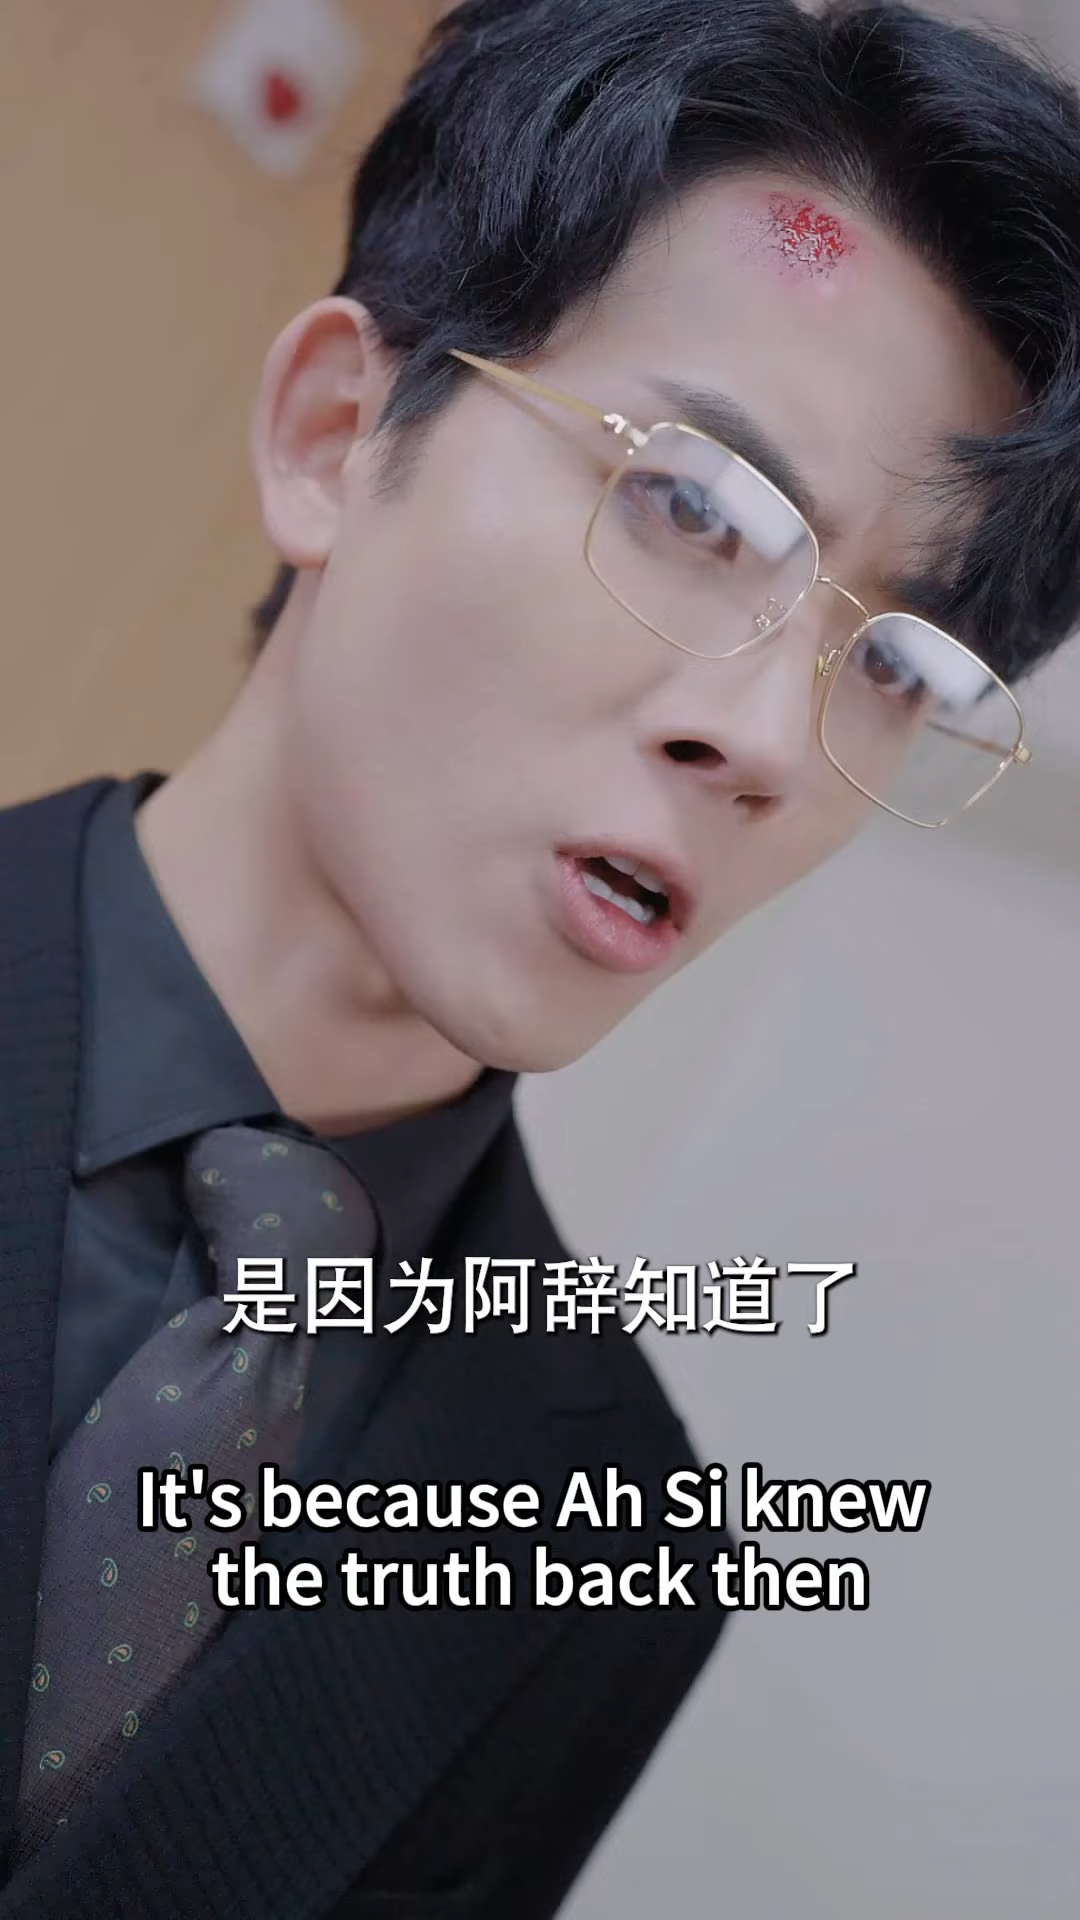 是因为阿辞知道了
It's because Ah Si knew
the truth back then